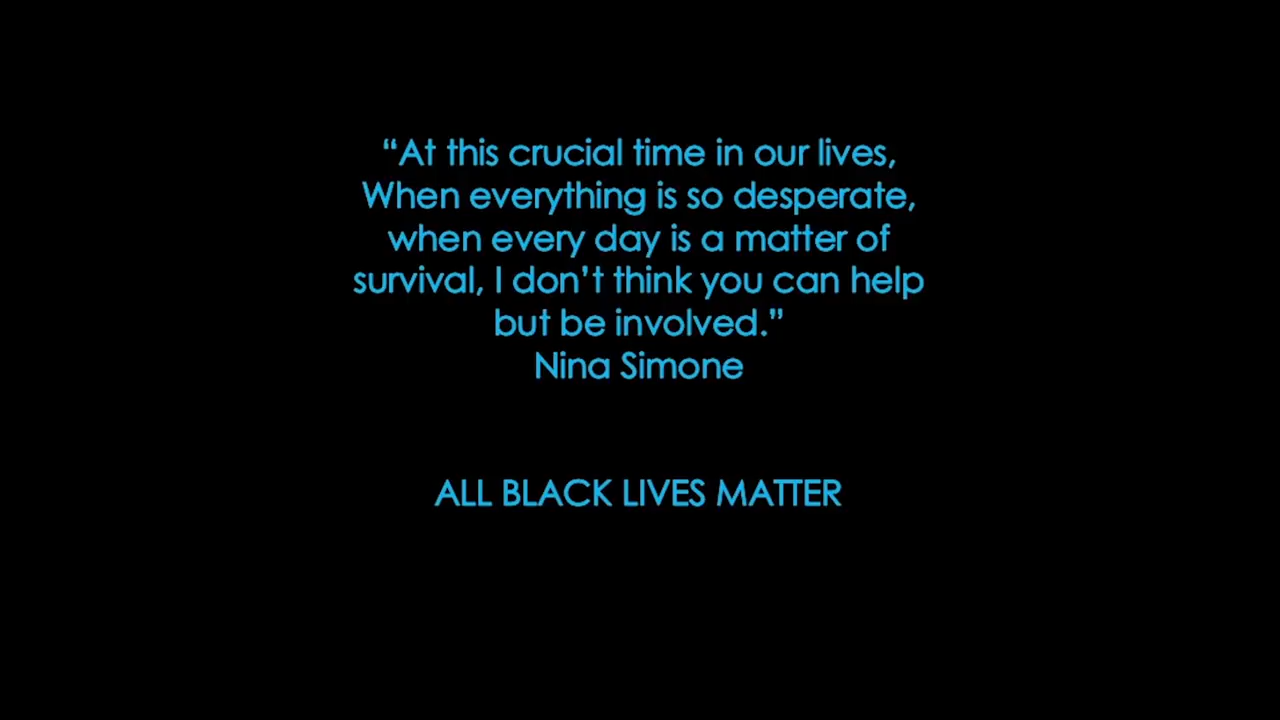 “At this crucial time in our lives,
When everything is so desperate,
when every day is a matter of
survival, I don’t think you can help
but be involved.”
Nina Simone
ALL BLACK LIVES MATTER